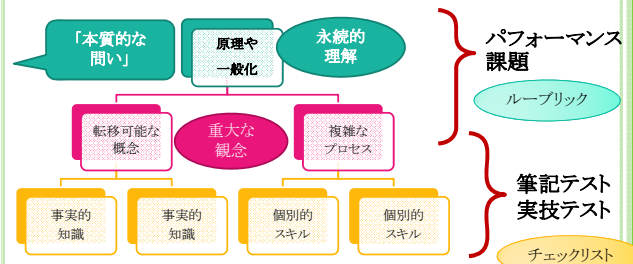 「本質的な
問い」
原理や
一般化
永続的
理解
パフォーマンス
課題
ルーブリック
転移可能な
概念
重大な
観念
複雑な
プロセス
事実的
知識
事実的
知識
個別的
スキル
個別的
スキル
筆記テスト
実技テスト
チェックリスト